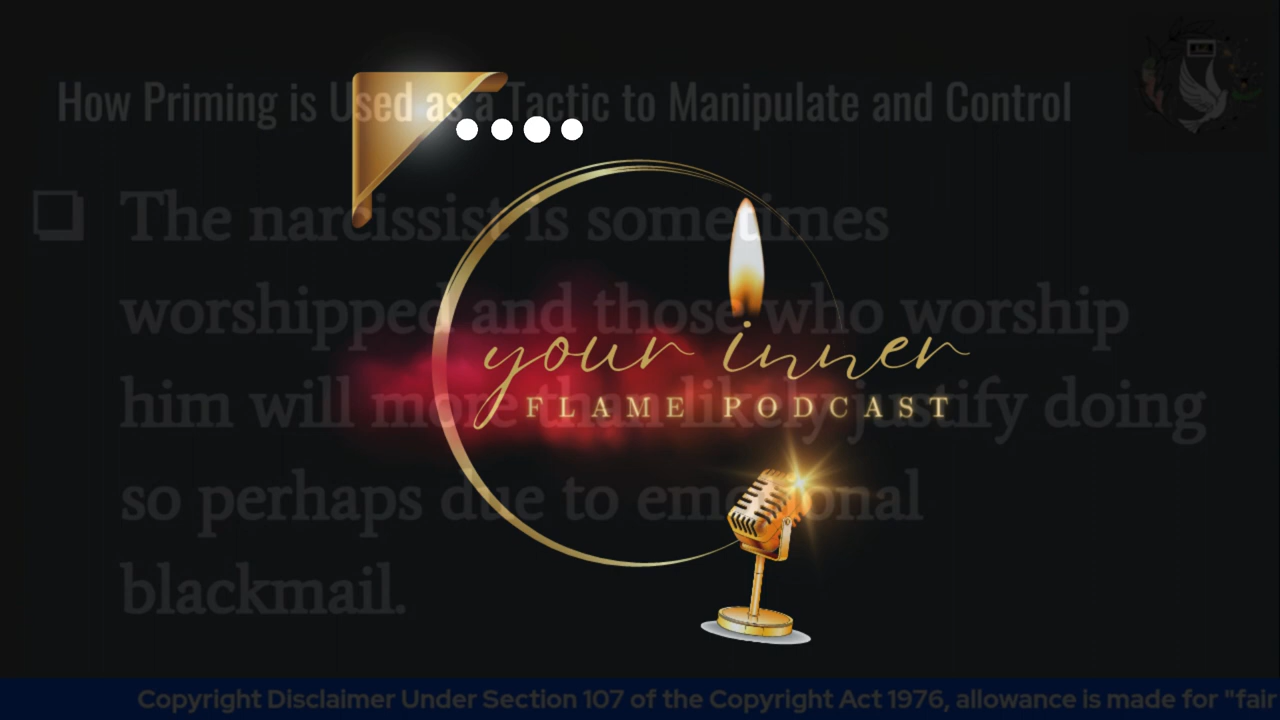 How Priming is Used as a Tactic to Manipulate and Control
The narcissist is sometimes
worshipped and those who worship
him will more than likely justify doing
so perhaps due to emotional
blackmail.
your inner
FLAME PODCAST
Copyright Disclaimer Under Section 107 of the Copyright Act 1976, allowance is made for "fair